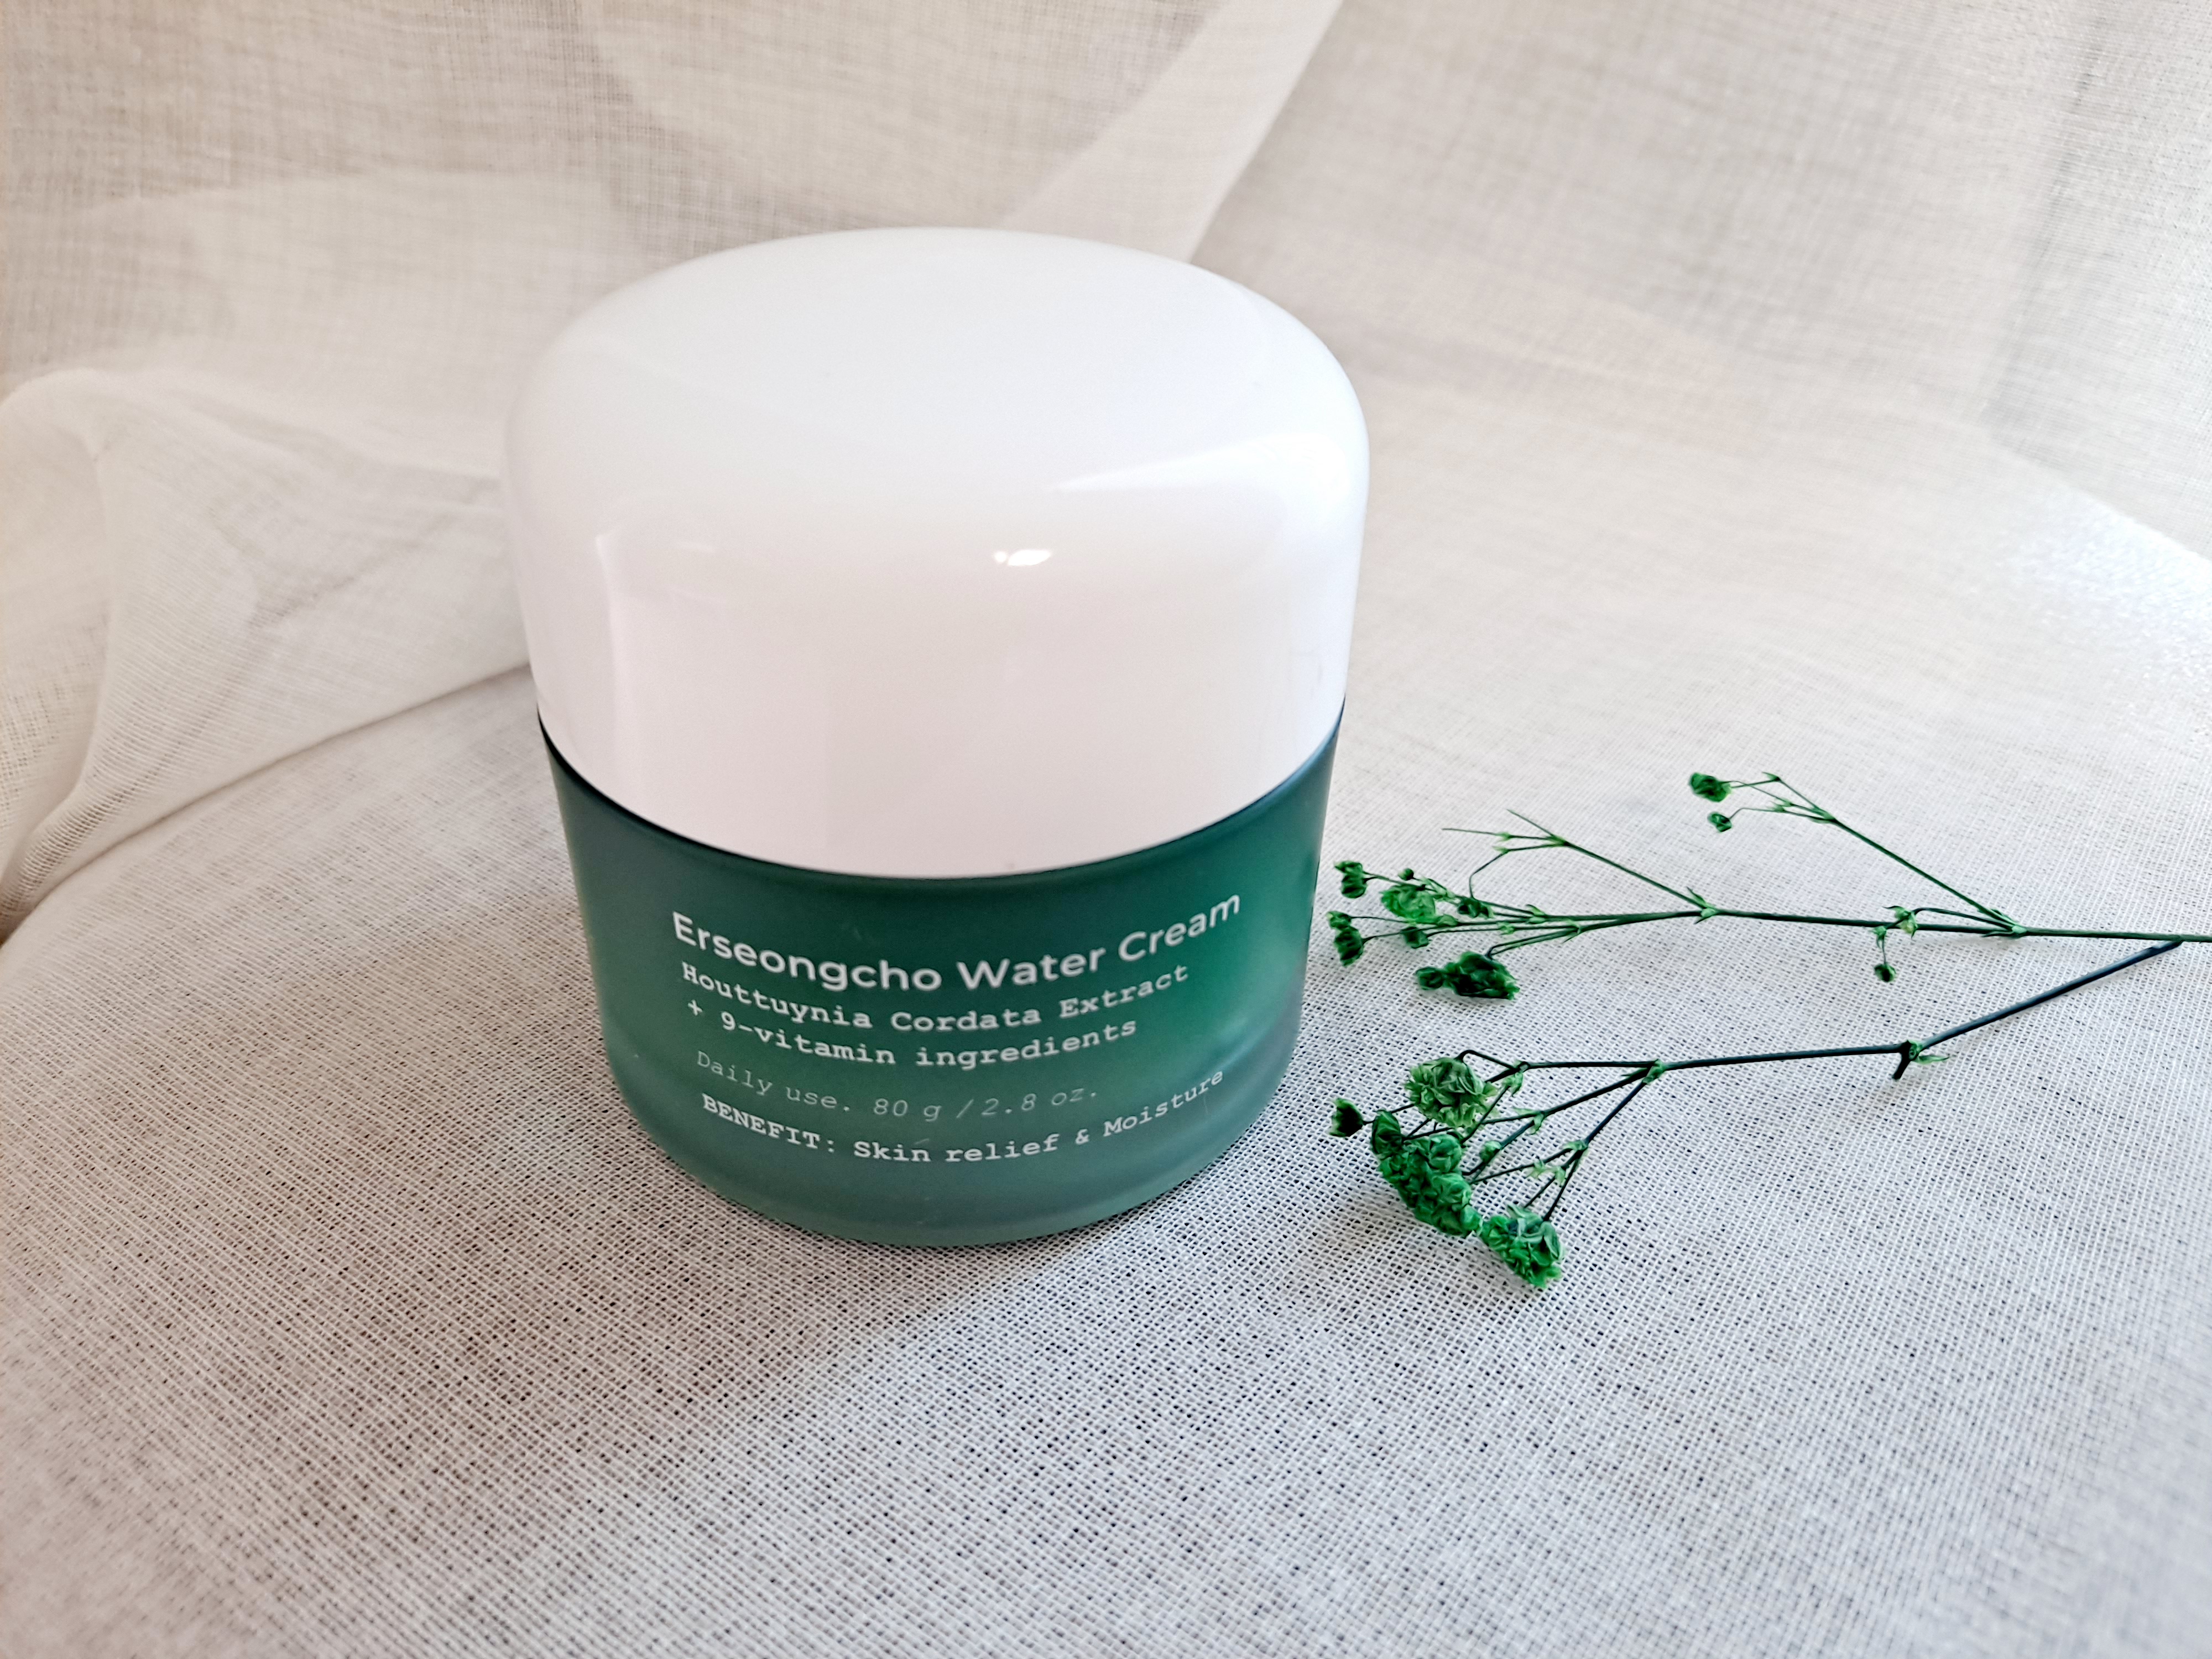 Erseongcho Water Cream
Houttuynia Cordata Extract
+ 9-vitamin ingredients
Daily use. 80 g / 2.8 oz.
BENEFIT: Skin relief & Moisture